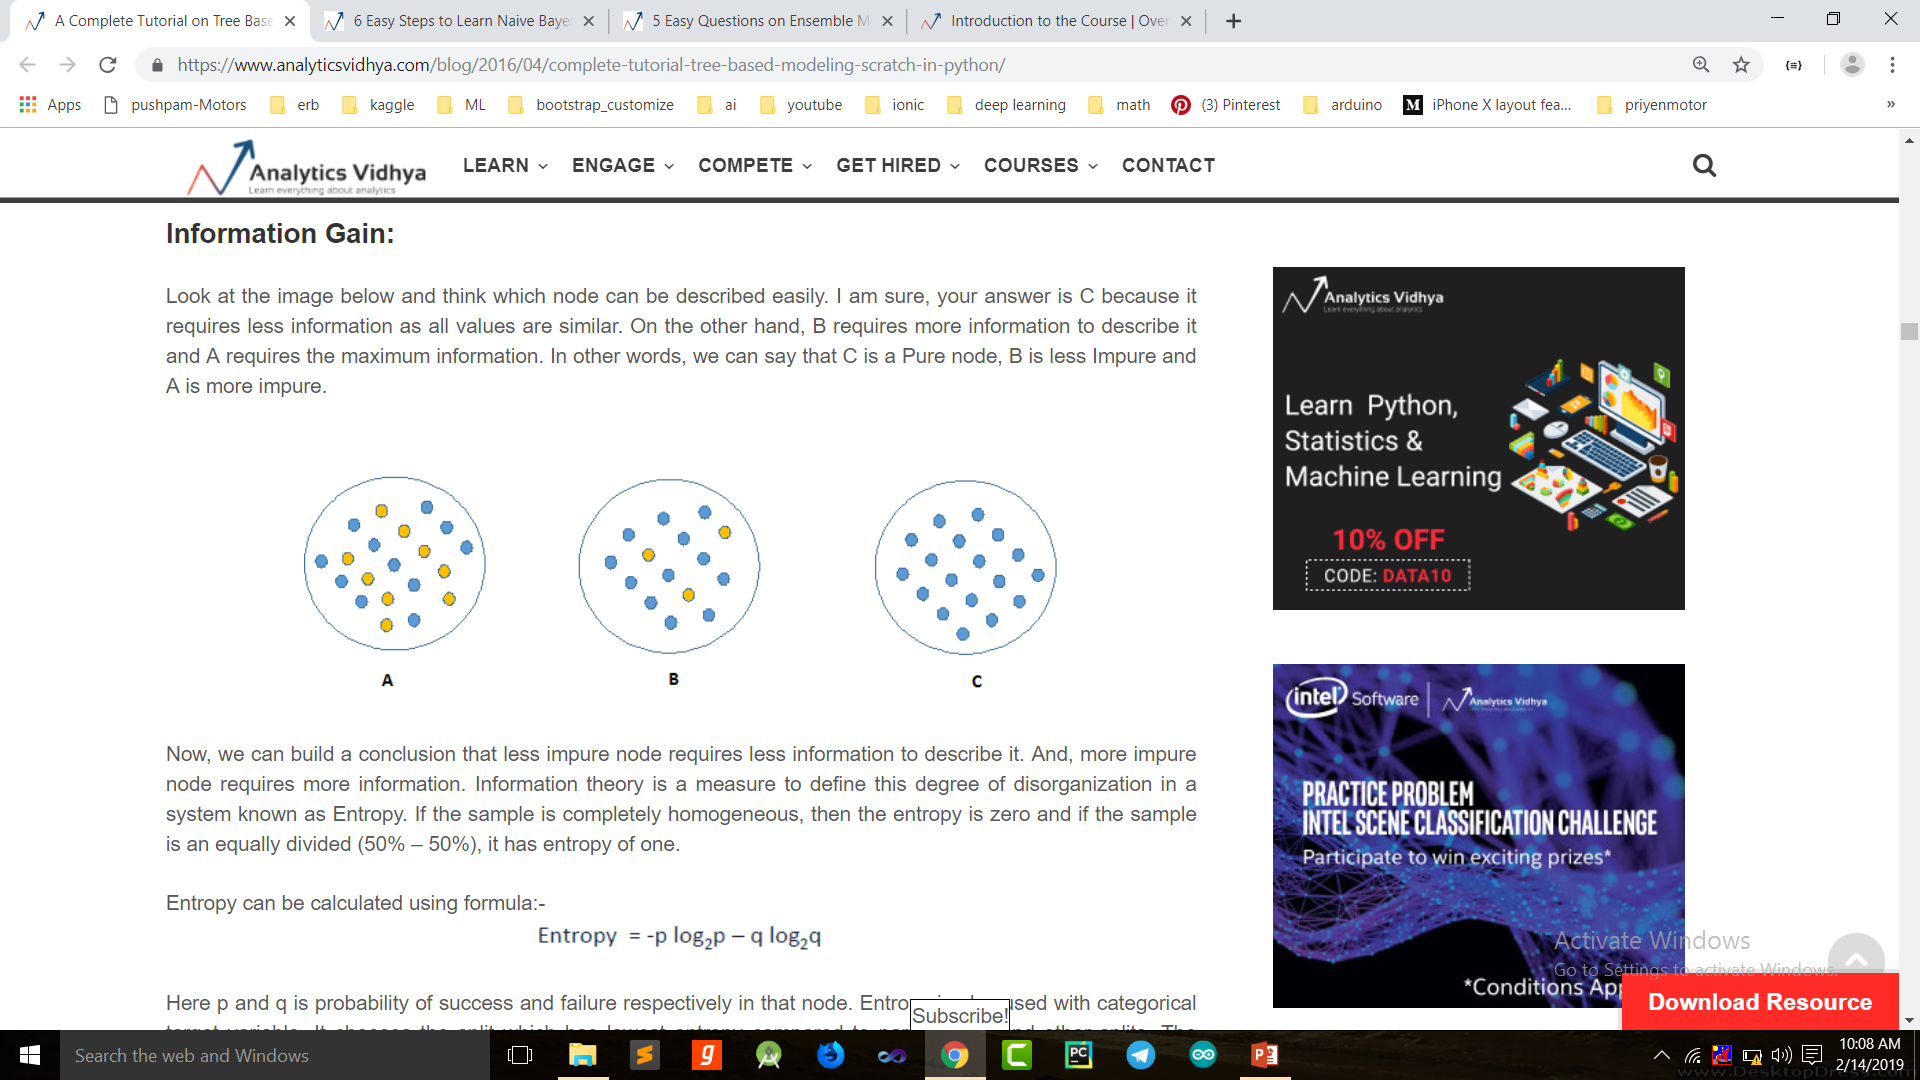 A Complete Tutorial on Tree Base
6 Easy Steps to Learn Naive Baye
5 Easy Questions on Ensemble M
Introduction to the Course | Over
https://www.analyticsvidhya.com/blog/2016/04/complete-tutorial-tree-based-modeling-scratch-in-python/
Apps pushpam-Motors erb kaggle ML bootstrap_customize ai youtube ionic deep learning math (3) Pinterest arduino M iPhone X layout fea... priyenmotor »
Analytics Vidhya
Learn everything about analytics
LEARN ENGAGE COMPETE GET HIRED COURSES CONTACT
Information Gain:
Look at the image below and think which node can be described easily. I am sure, your answer is C because it
requires less information as all values are similar. On the other hand, B requires more information to describe it
and A requires the maximum information. In other words, we can say that C is a Pure node, B is less Impure and
A is more impure.
A
B
C
Now, we can build a conclusion that less impure node requires less information to describe it. And, more impure
node requires more information. Information theory is a measure to define this degree of disorganization in a
system known as Entropy. If the sample is completely homogeneous, then the entropy is zero and if the sample
is an equally divided (50% – 50%), it has entropy of one.
Entropy can be calculated using formula:-
Entropy = -p log₂p – q log₂q
Here p and q is probability of success and failure respectively in that node. Entro used with categorical
Subscribe!
Analytics Vidhya
Learn everything about analytics
Learn Python,
Statistics &
Machine Learning
10% OFF
CODE: DATA10
intel Software Analytics Vidhya
PRACTICE PROBLEM
INTEL SCENE CLASSIFICATION CHALLENGE
Participate to win exciting prizes*
Activate Windows
Go to Settings to activate Windows.
*Conditions App
Download Resource
Search the web and Windows
g
C
PC
P
10:08 AM
2/14/2019